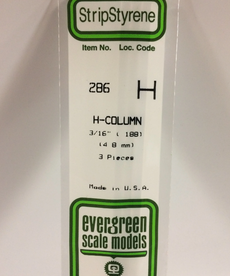 StripStyrene
Item No. Loc. Code
286 H
H-COLUMN
3/16" ( .188)
(4.8 mm)
3 Pieces
Made in U.S.A.
evergreen
scale models